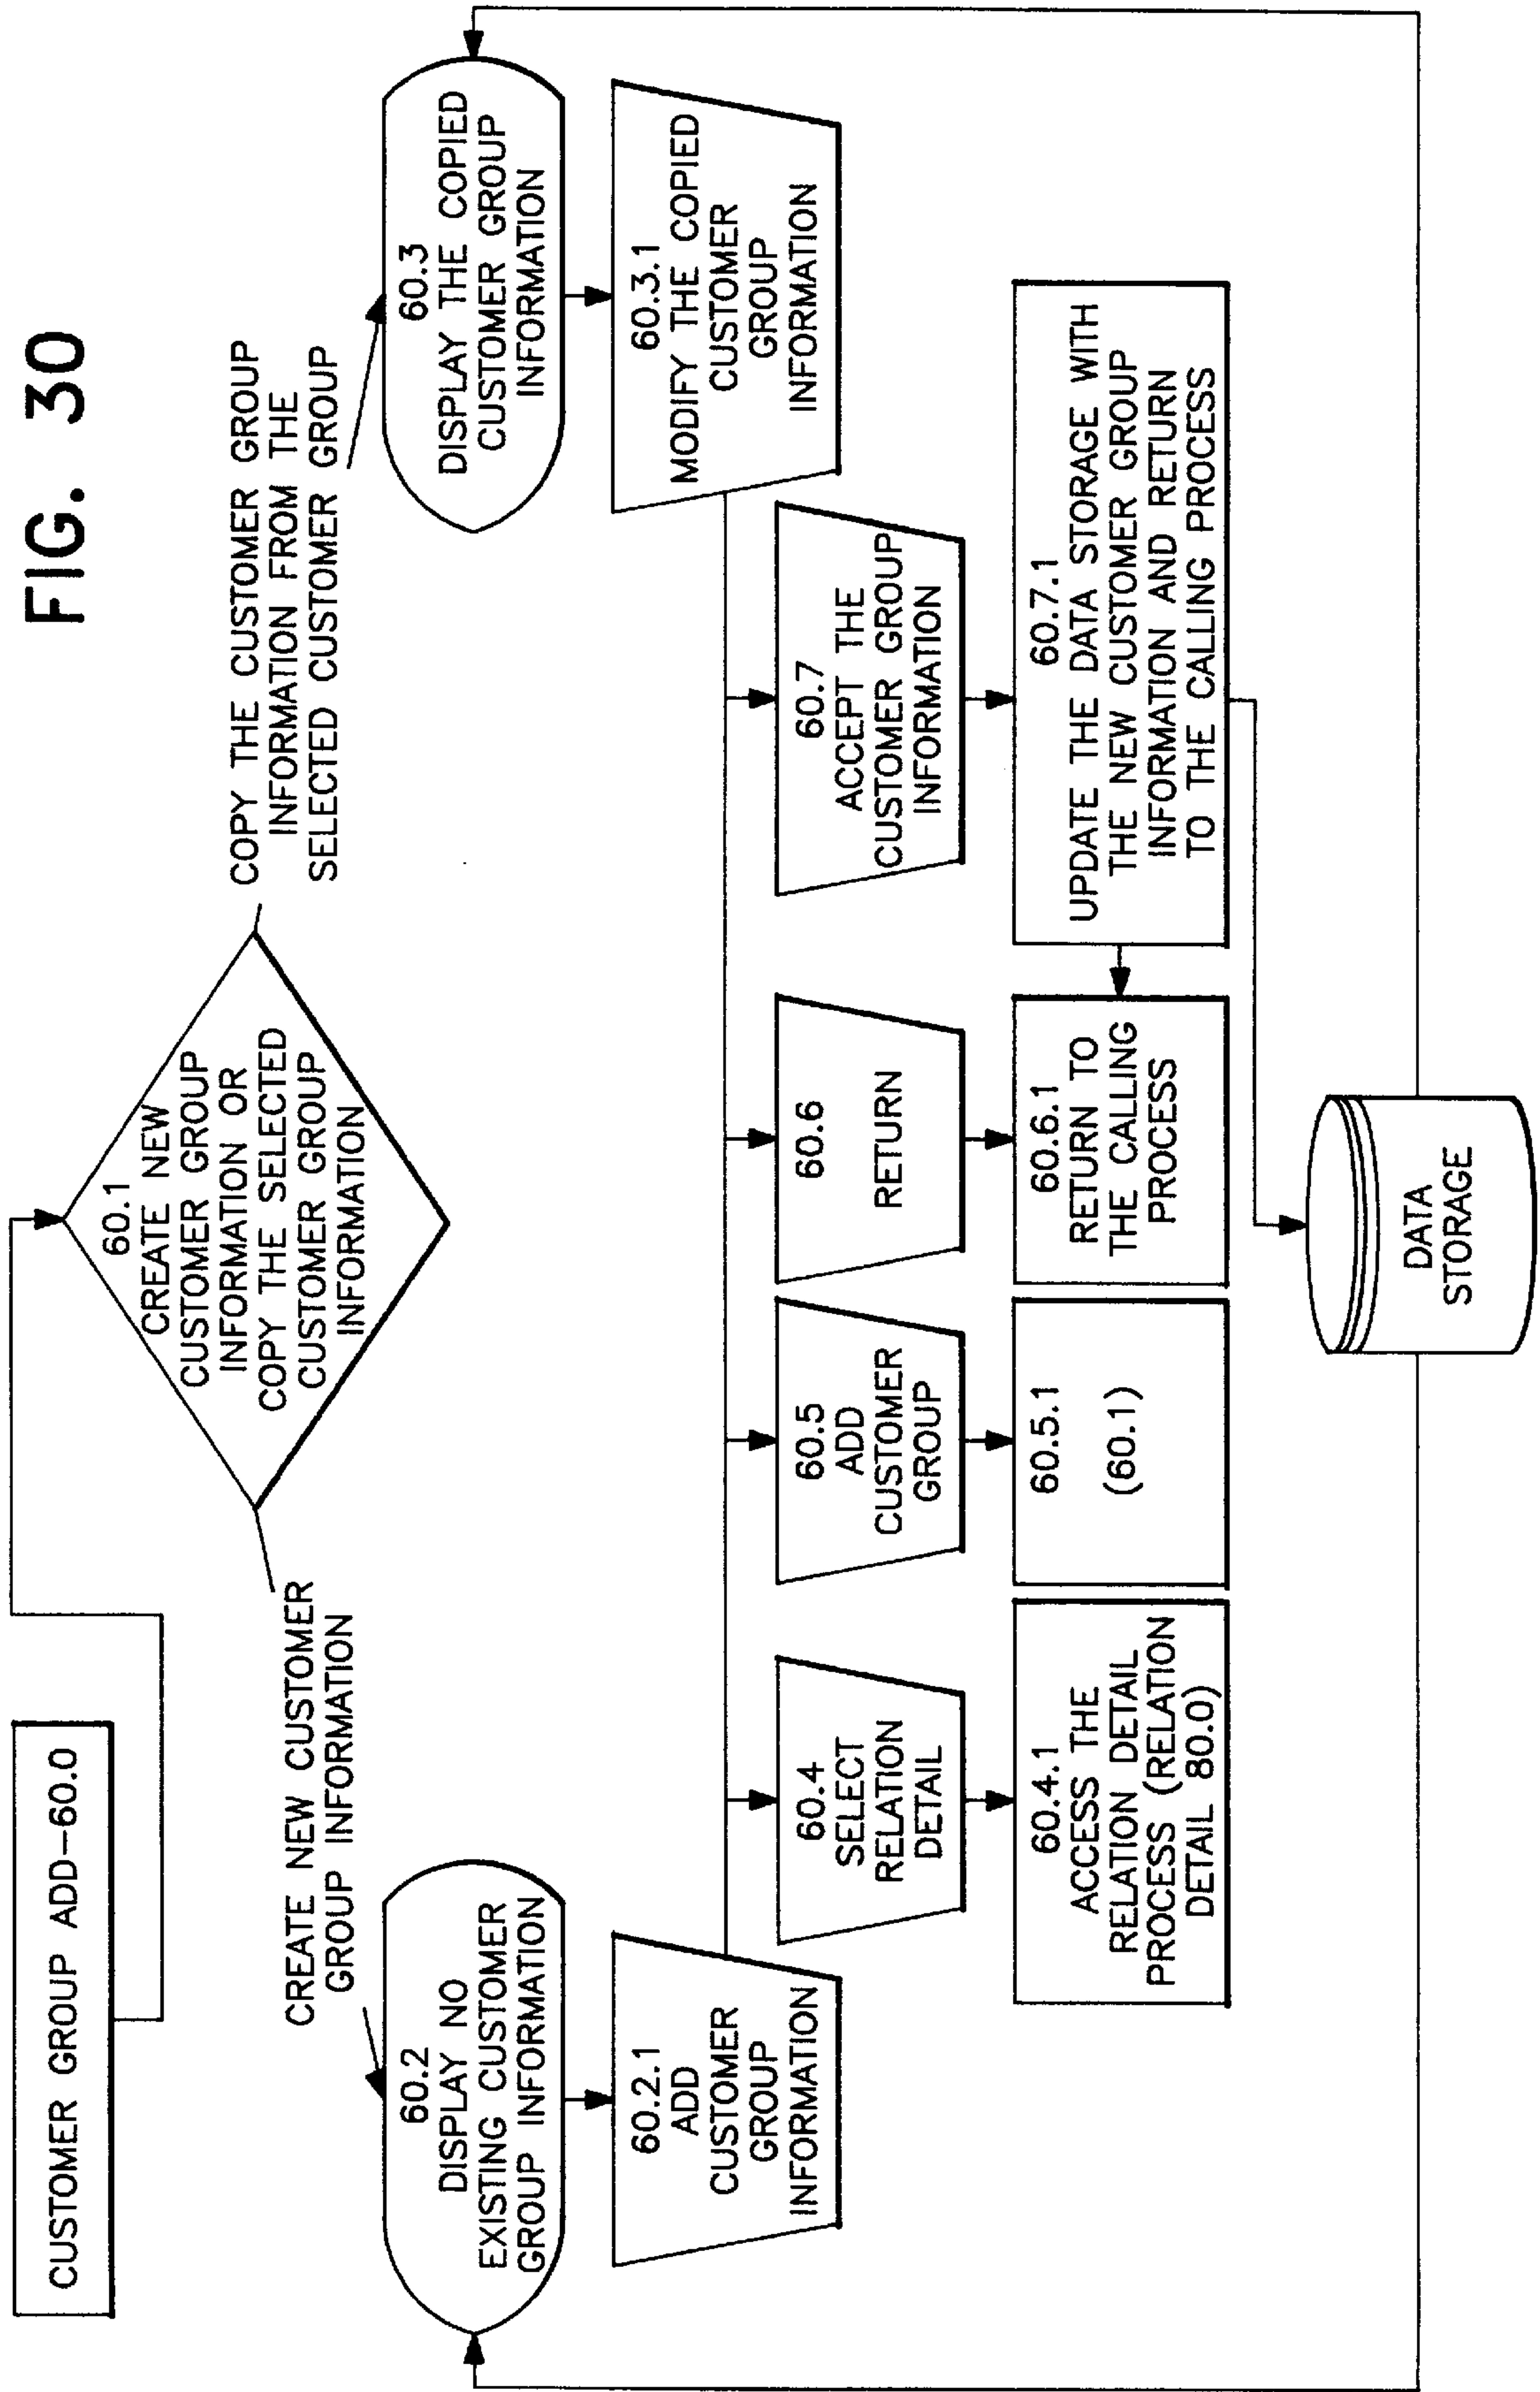 FIG. 30
CUSTOMER GROUP ADD-60.0
60.1
CREATE NEW
CUSTOMER GROUP
INFORMATION OR
COPY THE SELECTED
CUSTOMER GROUP
INFORMATION
CREATE NEW CUSTOMER
GROUP INFORMATION
COPY THE CUSTOMER GROUP
INFORMATION FROM THE
SELECTED CUSTOMER GROUP
60.2
DISPLAY NO
EXISTING CUSTOMER
GROUP INFORMATION
60.3
DISPLAY THE COPIED
CUSTOMER GROUP
INFORMATION
60.2.1
ADD
CUSTOMER
GROUP
INFORMATION
60.3.1
MODIFY THE COPIED
CUSTOMER
GROUP
INFORMATION
60.4
SELECT
RELATION
DETAIL
60.5
ADD
CUSTOMER
GROUP
60.6
RETURN
60.7
ACCEPT THE
CUSTOMER GROUP
INFORMATION
60.4.1
ACCESS THE
RELATION DETAIL
PROCESS (RELATION
DETAIL 80.0)
60.5.1
(60.1)
60.6.1
RETURN TO
THE CALLING
PROCESS
60.7.1
UPDATE THE DATA STORAGE WITH
THE NEW CUSTOMER GROUP
INFORMATION AND RETURN
TO THE CALLING PROCESS
DATA
STORAGE